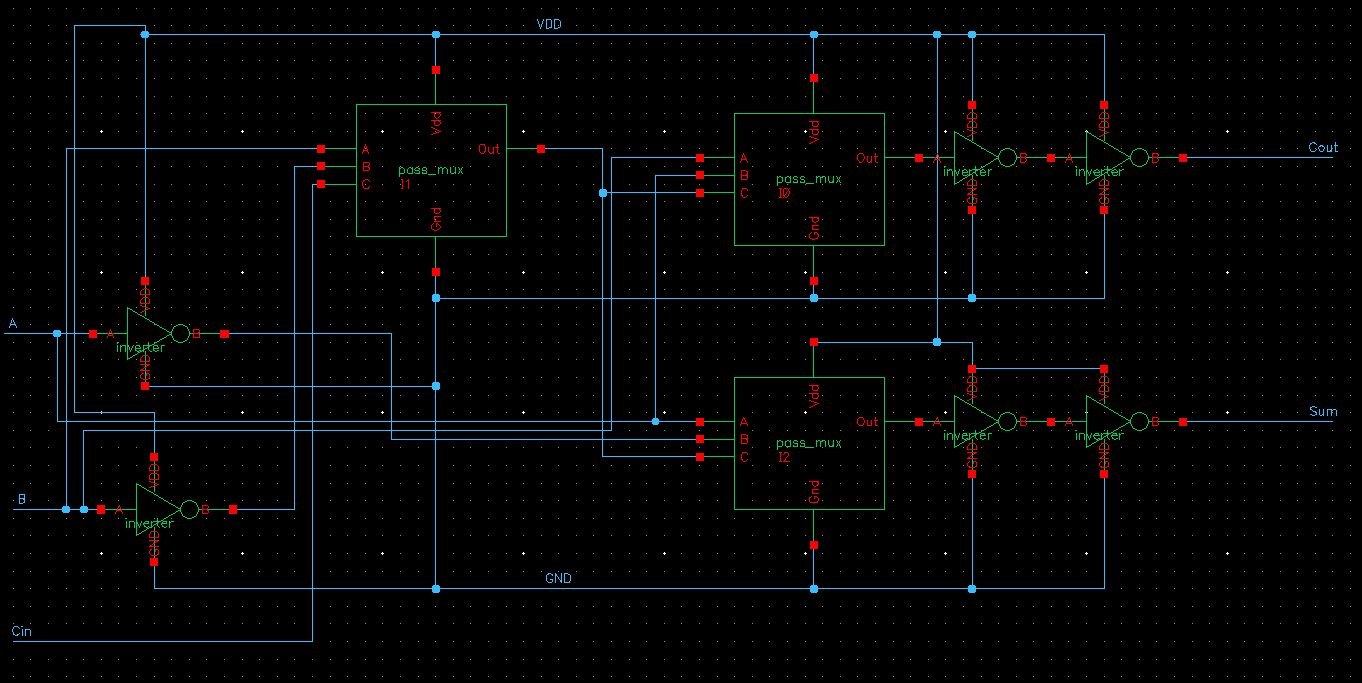 VDD
Vdd
A
B
C
Out
pass_mux
I1
Gnd
Vdd
A
B
C
Out
pass_mux
I0
Gnd
VDD
A
B
inverter
GND
VDD
A
B
inverter
GND
Cout
A
VDD
A
B
inverter
GND
Vdd
A
B
C
Out
pass_mux
I2
Gnd
VDD
A
B
inverter
GND
VDD
A
B
inverter
GND
Sum
B
VDD
A
B
inverter
GND
GND
Cin